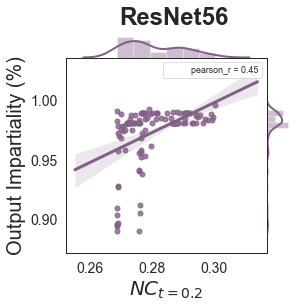 ResNet56
pearson_r = 0.45
Output Impartiality (%)
1.00
0.95
0.90
0.26 0.28 0.30
NC_{t=0.2}